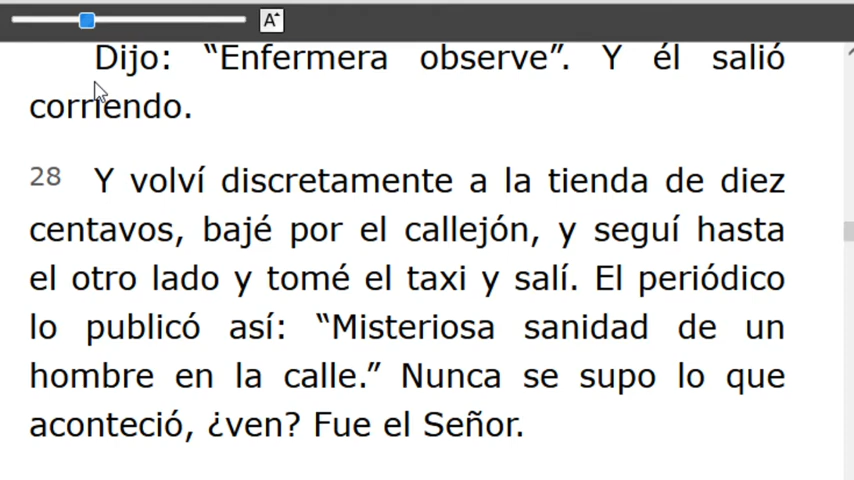 A
Dijo: “Enfermera observe”. Y él salió
corriendo.
28 Y volví discretamente a la tienda de diez
centavos, bajé por el callejón, y seguí hasta
el otro lado y tomé el taxi y salí. El periódico
lo publicó así: “Misteriosa sanidad de un
hombre en la calle.” Nunca se supo lo que
aconteció, ¿ven? Fue el Señor.